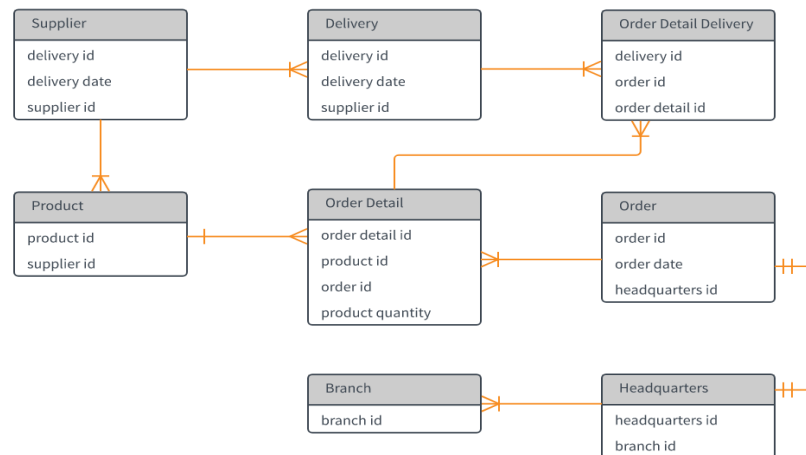 Supplier
delivery id
delivery date
supplier id
Delivery
delivery id
delivery date
supplier id
Order Detail Delivery
delivery id
order id
order detail id
Product
product id
supplier id
Order Detail
order detail id
product id
order id
product quantity
Order
order id
order date
headquarters id
Branch
branch id
Headquarters
headquarters id
branch id